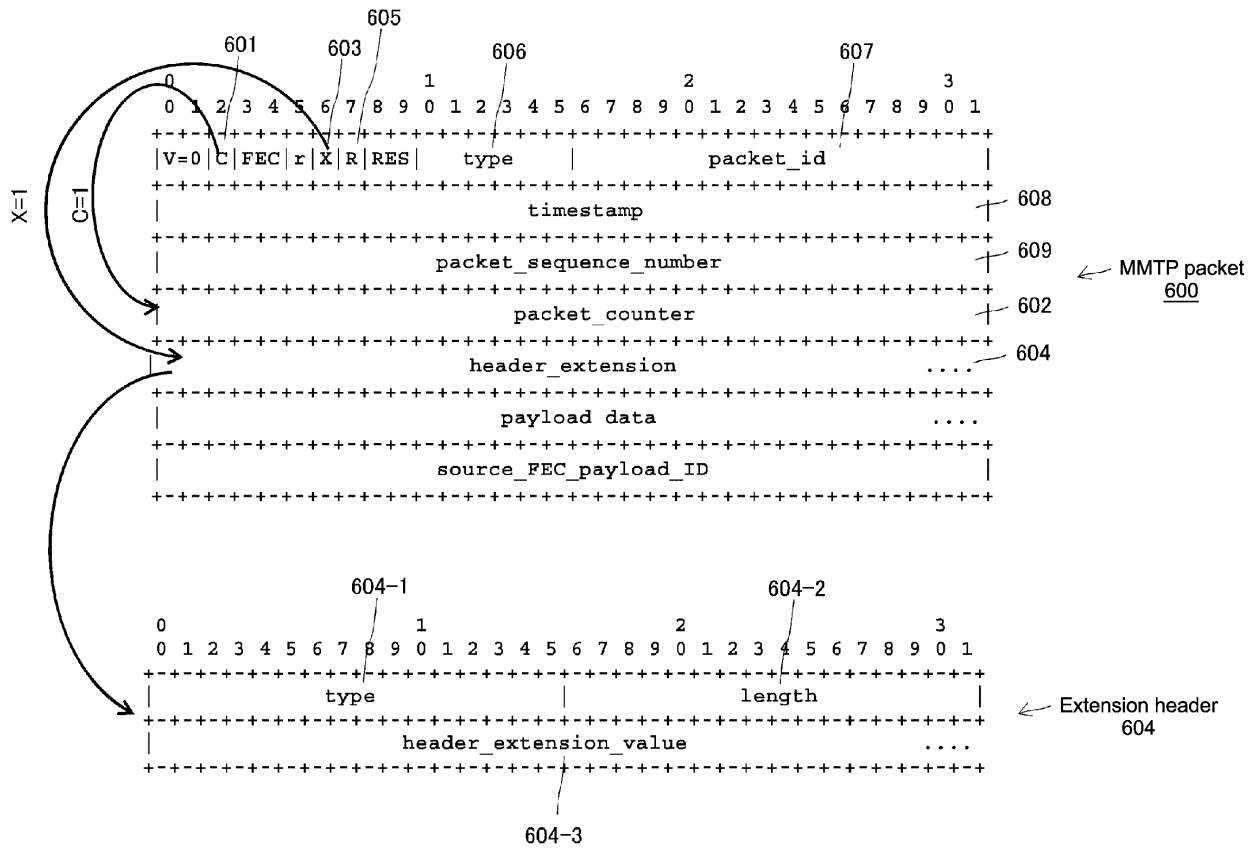 601 603 605 606 607
0 1 2 3
0 1 2 3 4 5 6 7 8 9 0 1 2 3 4 5 6 7 8 9 0 1 2 3 4 5 6 7 8 9 0 1
+-+-+-+-+-+-+-+-+-+-+-+-+-+-+-+-+-+-+-+-+-+-+-+-+-+-+-+-+-+-+-+-+
|V=0|C|FEC|r|X|R|RES| type | packet_id |
+-+-+-+-+-+-+-+-+-+-+-+-+-+-+-+-+-+-+-+-+-+-+-+-+-+-+-+-+-+-+-+-+
X=1
C=1
| timestamp | 608
+-+-+-+-+-+-+-+-+-+-+-+-+-+-+-+-+-+-+-+-+-+-+-+-+-+-+-+-+-+-+-+-+
| packet_sequence_number | 609
+-+-+-+-+-+-+-+-+-+-+-+-+-+-+-+-+-+-+-+-+-+-+-+-+-+-+-+-+-+-+-+-+
MMTP packet
600
| packet_counter | 602
+-+-+-+-+-+-+-+-+-+-+-+-+-+-+-+-+-+-+-+-+-+-+-+-+-+-+-+-+-+-+-+-+
| header_extension .... 604
+-+-+-+-+-+-+-+-+-+-+-+-+-+-+-+-+-+-+-+-+-+-+-+-+-+-+-+-+-+-+-+-+
| payload data ....
+-+-+-+-+-+-+-+-+-+-+-+-+-+-+-+-+-+-+-+-+-+-+-+-+-+-+-+-+-+-+-+-+
| source_FEC_payload_ID |
+-+-+-+-+-+-+-+-+-+-+-+-+-+-+-+-+-+-+-+-+-+-+-+-+-+-+-+-+-+-+-+-+
604-1 604-2
0 1 2 3
0 1 2 3 4 5 6 7 8 9 0 1 2 3 4 5 6 7 8 9 0 1 2 3 4 5 6 7 8 9 0 1
+-+-+-+-+-+-+-+-+-+-+-+-+-+-+-+-+-+-+-+-+-+-+-+-+-+-+-+-+-+-+-+-+
| type | length |
+-+-+-+-+-+-+-+-+-+-+-+-+-+-+-+-+-+-+-+-+-+-+-+-+-+-+-+-+-+-+-+-+
Extension header
604
| header_extension_value ....
+-+-+-+-+-+-+-+-+-+-+-+-+-+-+-+-+-+-+-+-+-+-+-+-+-+-+-+-+-+-+-+-+
604-3